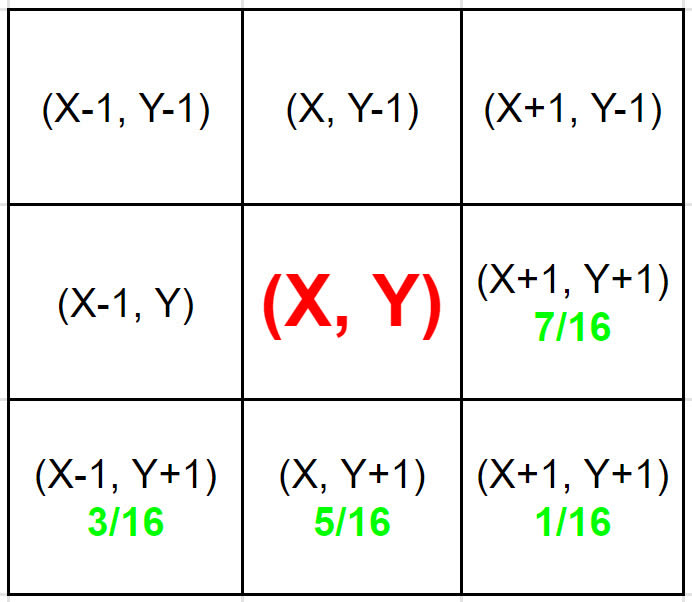 (X-1, Y-1)
(X, Y-1)
(X+1, Y-1)
(X-1, Y)
(X, Y)
(X+1, Y+1)
7/16
(X-1, Y+1)
3/16
(X, Y+1)
5/16
(X+1, Y+1)
1/16